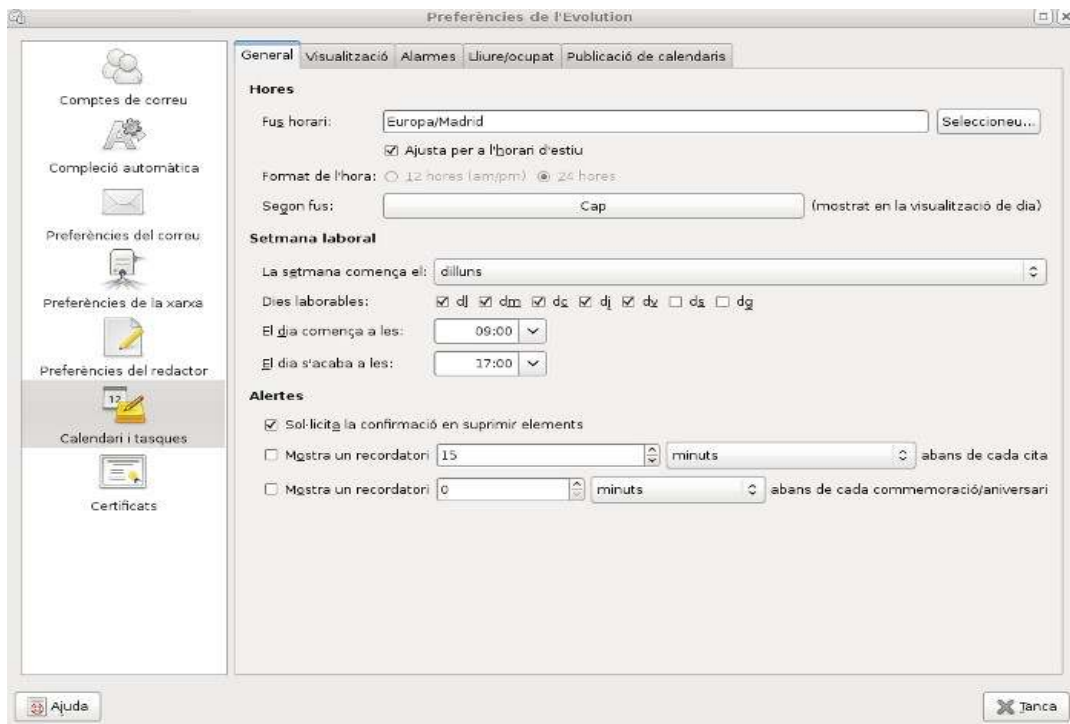 Preferències de l'Evolution
Comptes de correu
Compleció automàtica
Preferències del correu
Preferències de la xarxa
Preferències del redactor
12
Calendari i tasques
Certificats
General Visualització Alarmes Lliure/ocupat Publicació de calendaris
Hores
Fus horari: Europa/Madrid Seleccioneu...
Ajusta per a l'horari d'estiu
Format de l'hora: 12 hores (am/pm) 24 hores
Segon fus: Cap (mostrat en la visualització de dia)
Setmana laboral
La setmana comença el: dilluns
Dies laborables: dl dm dc dj dv ds dg
El dia comença a les: 09:00
El dia s'acaba a les: 17:00
Alertes
Sol·licita la confirmació en suprimir elements
Mostra un recordatori 15 minuts abans de cada cita
Mostra un recordatori 0 minuts abans de cada commemoració/aniversari
Ajuda
Tanca